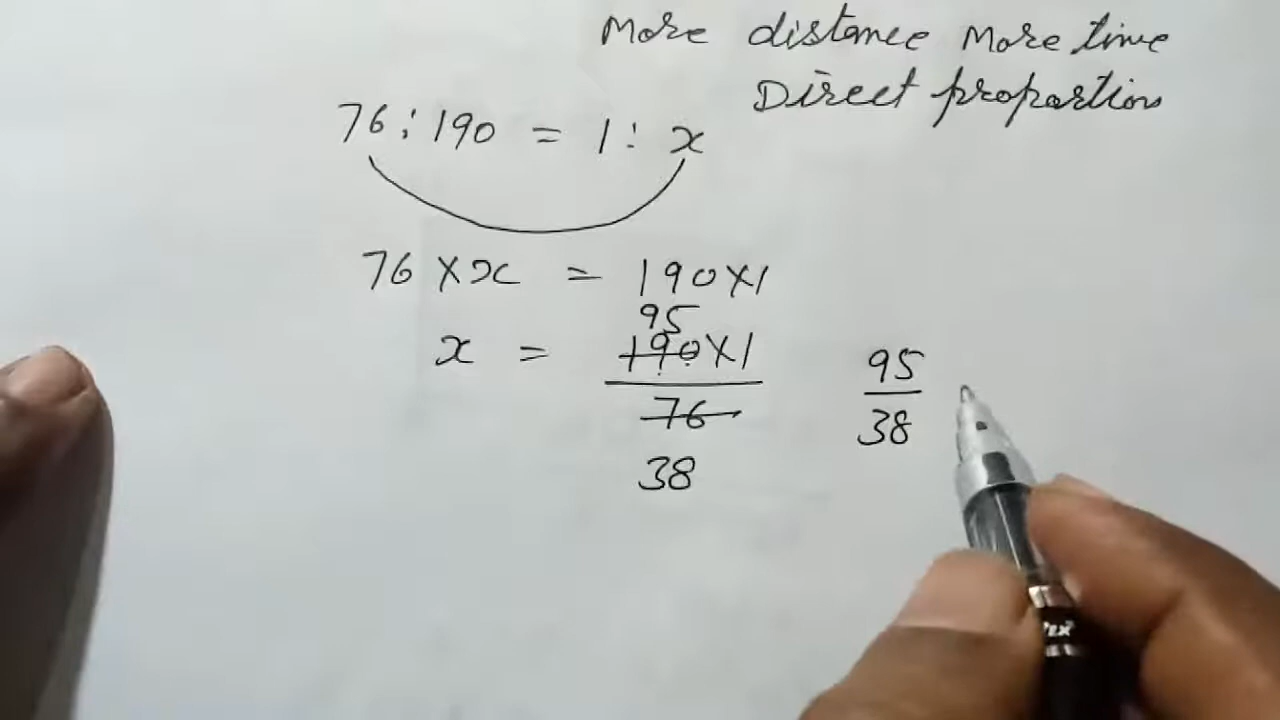 More distance More time
Direct proportion
76 : 190 = 1 : x
76 × x = 190 × 1
95
x = 190 × 1
76
38
95
38